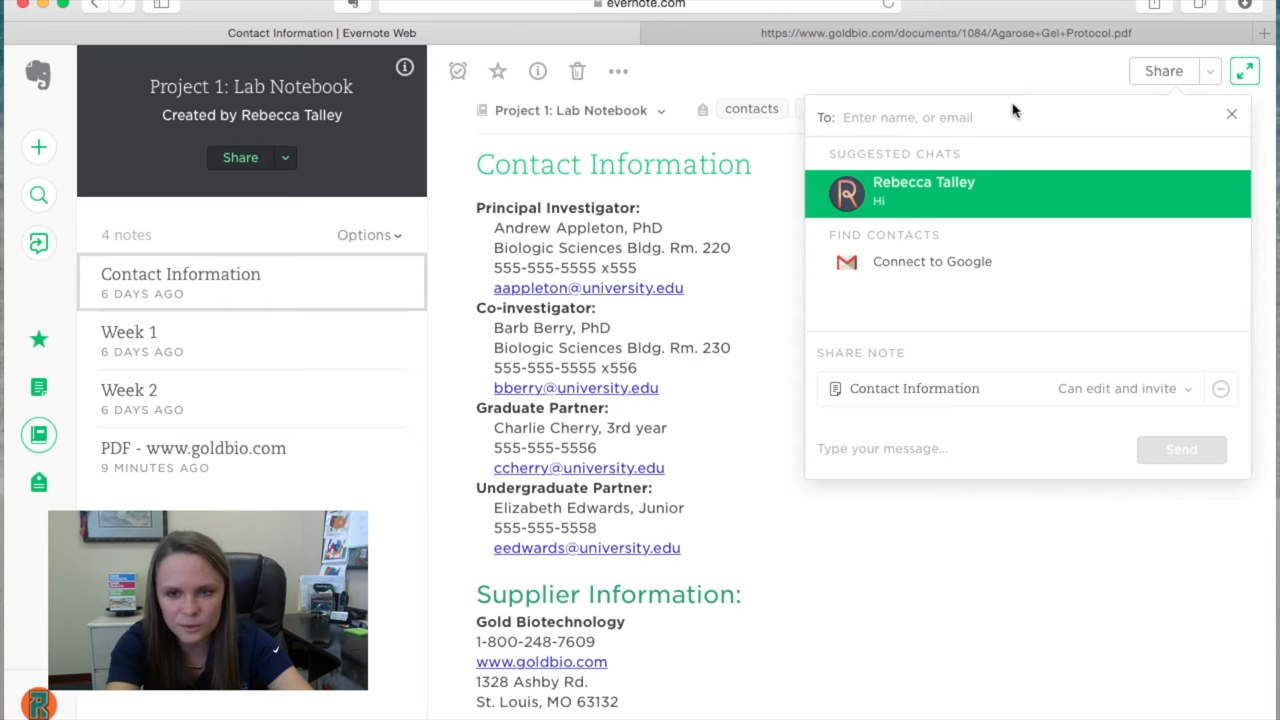 evernote.com
Contact Information | Evernote Web
https://www.goldbio.com/documents/1084/Agarose+Gel+Protocol.pdf
Project 1: Lab Notebook
Created by Rebecca Talley
Share
4 notes
Options
Contact Information
6 DAYS AGO
Week 1
6 DAYS AGO
Week 2
6 DAYS AGO
PDF - www.goldbio.com
9 MINUTES AGO
Share
Project 1: Lab Notebook
contacts
Contact Information
Principal Investigator:
Andrew Appleton, PhD
Biologic Sciences Bldg. Rm. 220
555-555-5555 x555
aappleton@university.edu
Co-investigator:
Barb Berry, PhD
Biologic Sciences Bldg. Rm. 230
555-555-5555 x556
bberry@university.edu
Graduate Partner:
Charlie Cherry, 3rd year
555-555-5556
ccherry@university.edu
Undergraduate Partner:
Elizabeth Edwards, Junior
555-555-5558
eedwards@university.edu
Supplier Information:
Gold Biotechnology
1-800-248-7609
www.goldbio.com
1328 Ashby Rd.
St. Louis, MO 63132
To: Enter name, or email
SUGGESTED CHATS
Rebecca Talley
Hi
FIND CONTACTS
Connect to Google
SHARE NOTE
Contact Information Can edit and invite
Type your message... Send